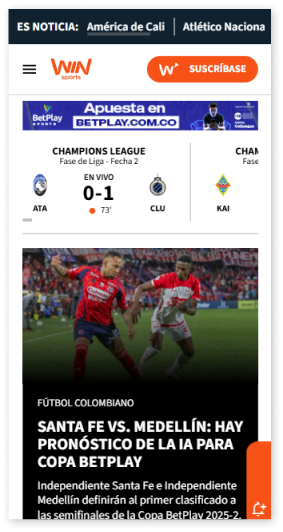 ES NOTICIA: América de Cali Atlético Naciona
WIN sports SUSCRÍBASE
BetPlay SPORTS Apuesta en BETPLAY.COM.CO
CHAMPIONS LEAGUE CHAM
Fase de Liga - Fecha 2 Fase
EN VIVO
0-1
ATA 73' CLU KAI
FÚTBOL COLOMBIANO
SANTA FE VS. MEDELLÍN: HAY
PRONÓSTICO DE LA IA PARA
COPA BETPLAY
Independiente Santa Fe e Independiente
Medellín definirán al primer clasificado a
las semifinales de la Copa BetPlay 2025-2.